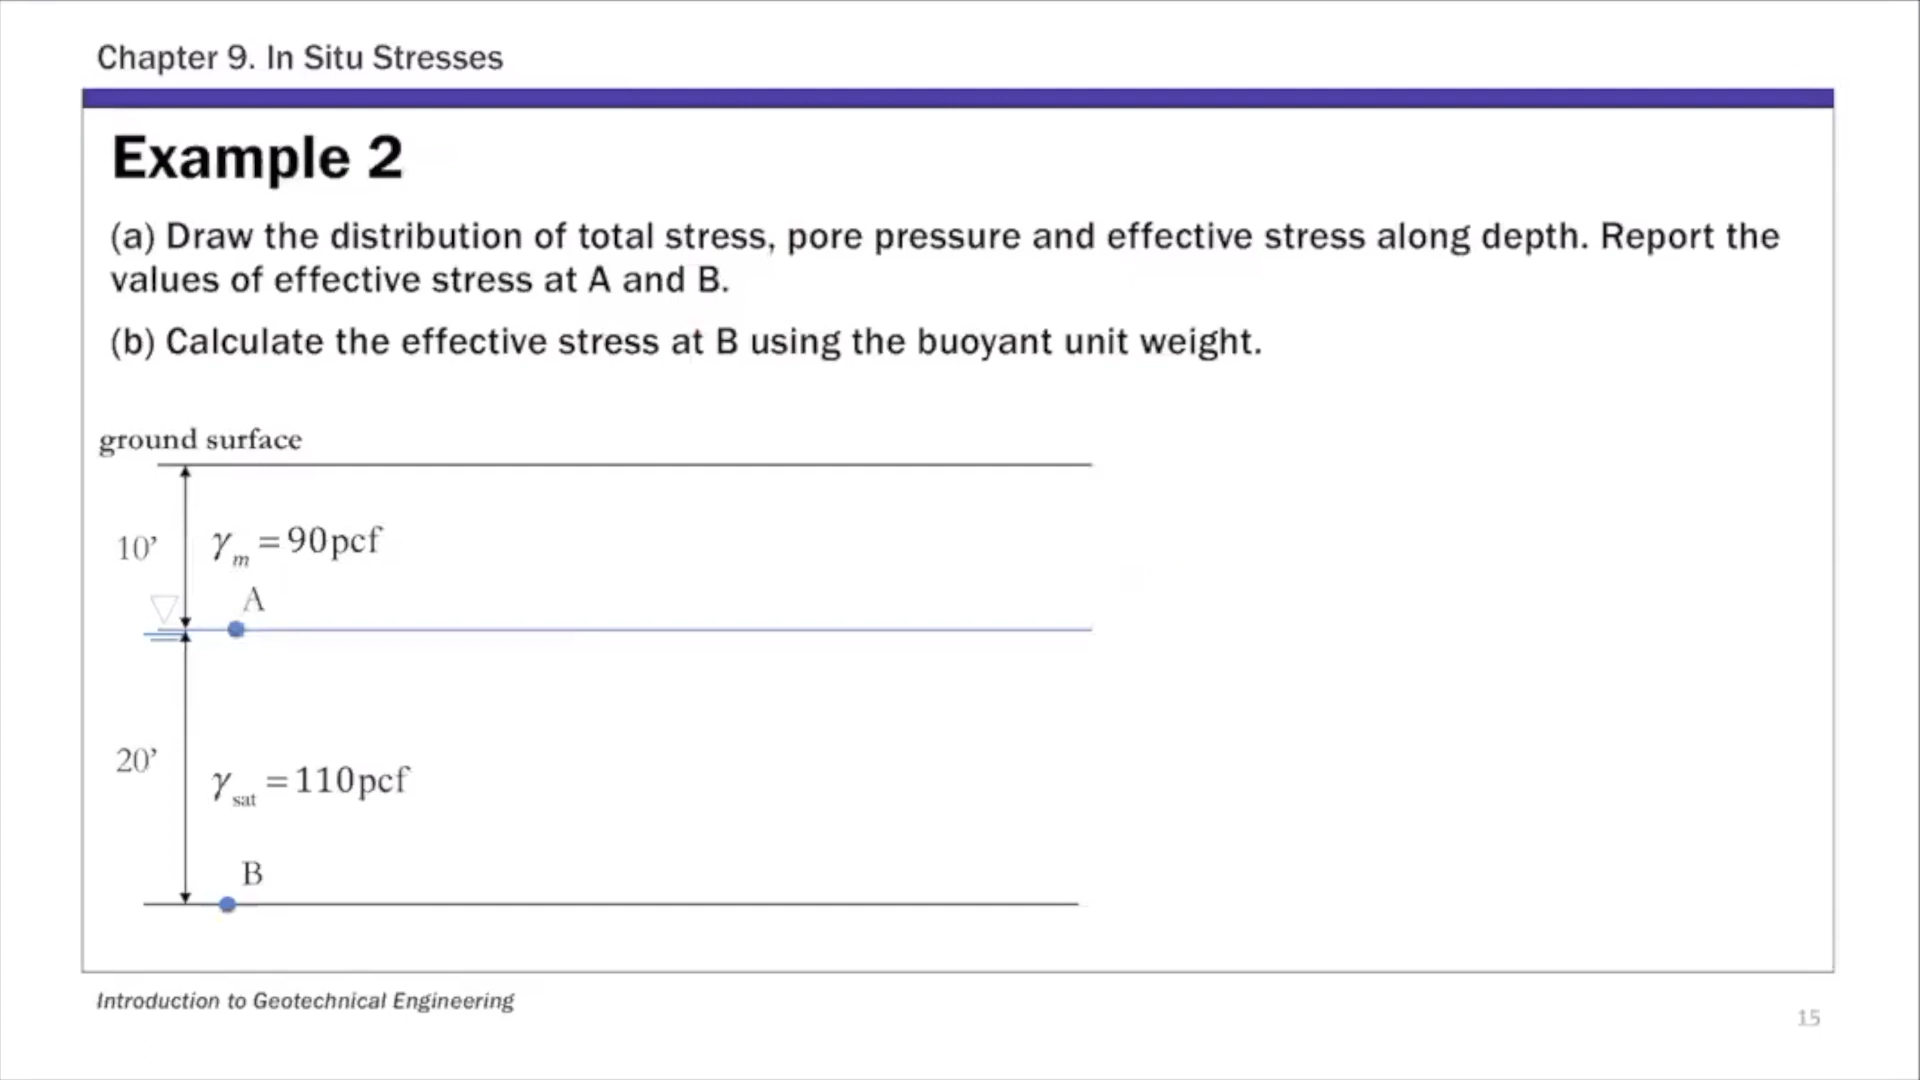 Chapter 9. In Situ Stresses
Example 2
(a) Draw the distribution of total stress, pore pressure and effective stress along depth. Report the
values of effective stress at A and B.
(b) Calculate the effective stress at B using the buoyant unit weight.
ground surface
10’
γm = 90pcf
A
20’
γsat = 110pcf
B
Introduction to Geotechnical Engineering
15